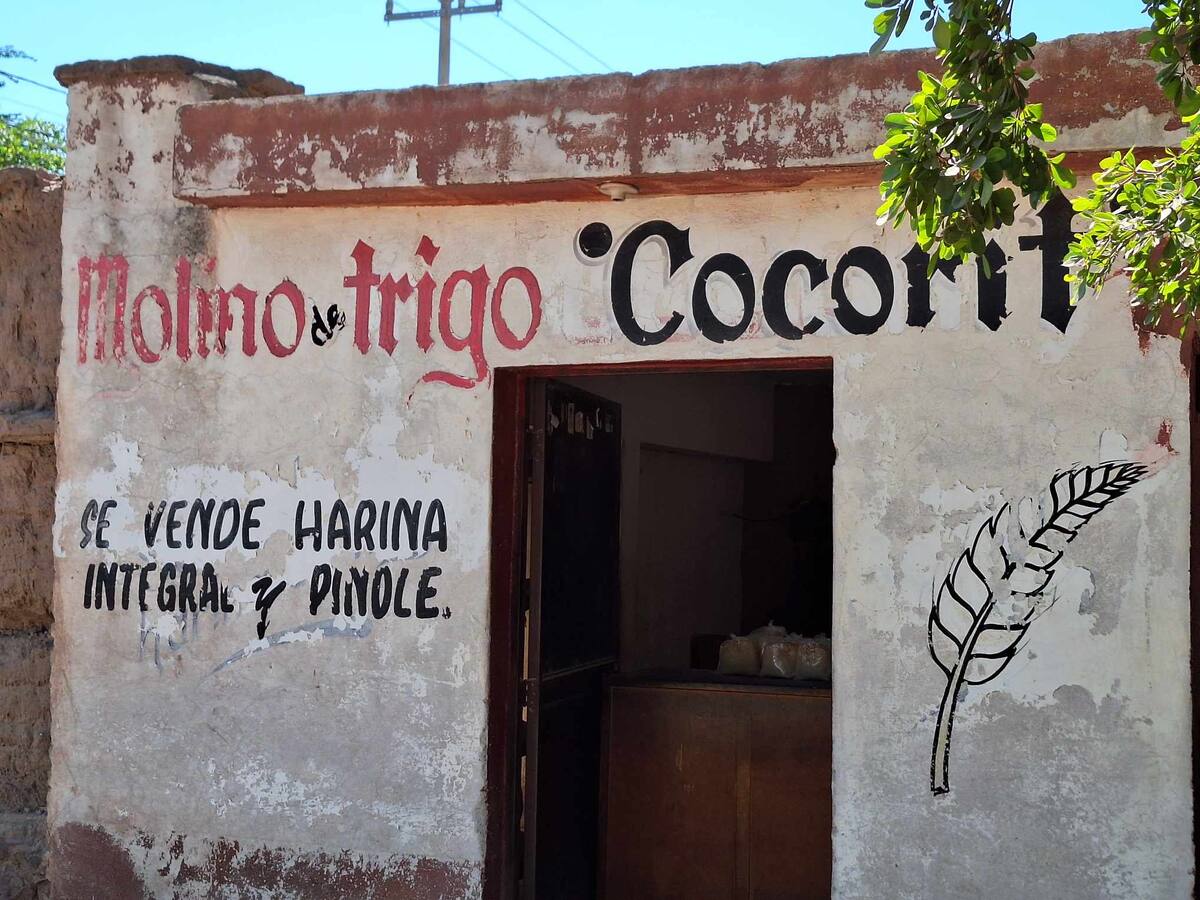 Molino de trigo "Cocorit
SE VENDE HARINA
INTEGRAL y PINOLE.